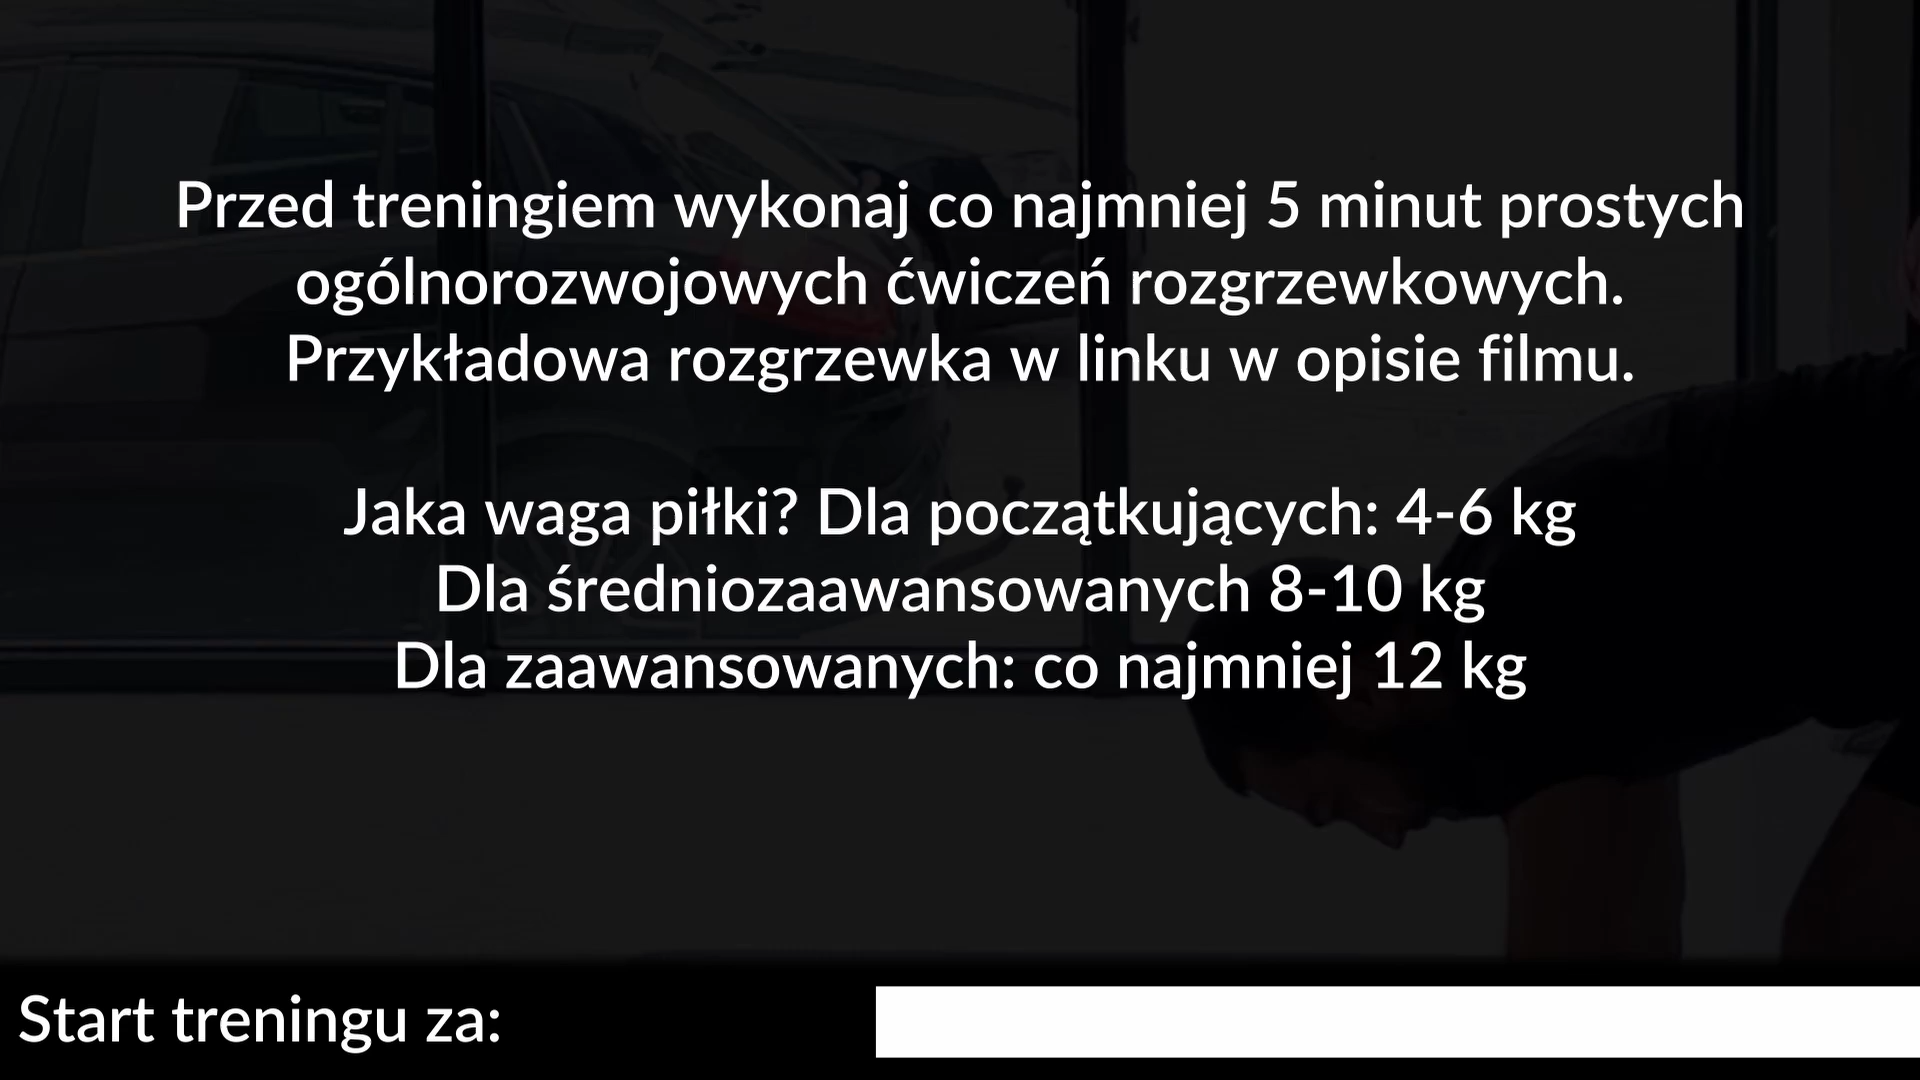 Przed treningiem wykonaj co najmniej 5 minut prostych
ogólnorozwojowych ćwiczeń rozgrzewkowych.
Przykładowa rozgrzewka w linku w opisie filmu.
Jaka waga piłki? Dla początkujących: 4-6 kg
Dla średniozaawansowanych 8-10 kg
Dla zaawansowanych: co najmniej 12 kg
Start treningu za: